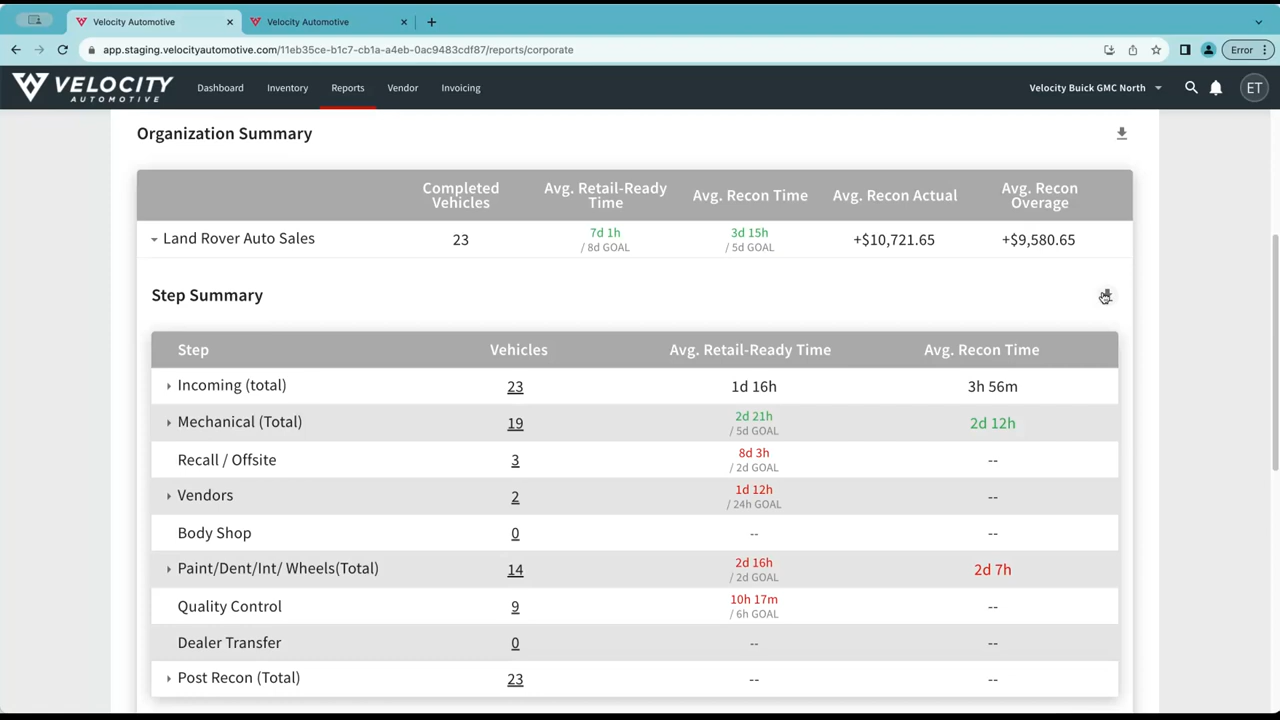 Velocity Automotive
Velocity Automotive
app.staging.velocityautomotive.com/11eb35ce-b1c7-cb1a-a4eb-0ac9483cdf87/reports/corporate
Error
VELOCITY
AUTOMOTIVE
Dashboard Inventory Reports Vendor Invoicing
Velocity Buick GMC North
ET
Organization Summary
Completed Vehicles Avg. Retail-Ready Time Avg. Recon Time Avg. Recon Actual Avg. Recon Overage
Land Rover Auto Sales 23 7d 1h / 8d GOAL 3d 15h / 5d GOAL +$10,721.65 +$9,580.65
Step Summary
Step Vehicles Avg. Retail-Ready Time Avg. Recon Time
Incoming (total) 23 1d 16h 3h 56m
Mechanical (Total) 19 2d 21h / 5d GOAL 2d 12h
Recall / Offsite 3 8d 3h / 2d GOAL --
Vendors 2 1d 12h / 24h GOAL --
Body Shop 0 -- --
Paint/Dent/Int/ Wheels(Total) 14 2d 16h / 2d GOAL 2d 7h
Quality Control 9 10h 17m / 6h GOAL --
Dealer Transfer 0 -- --
Post Recon (Total) 23 -- --